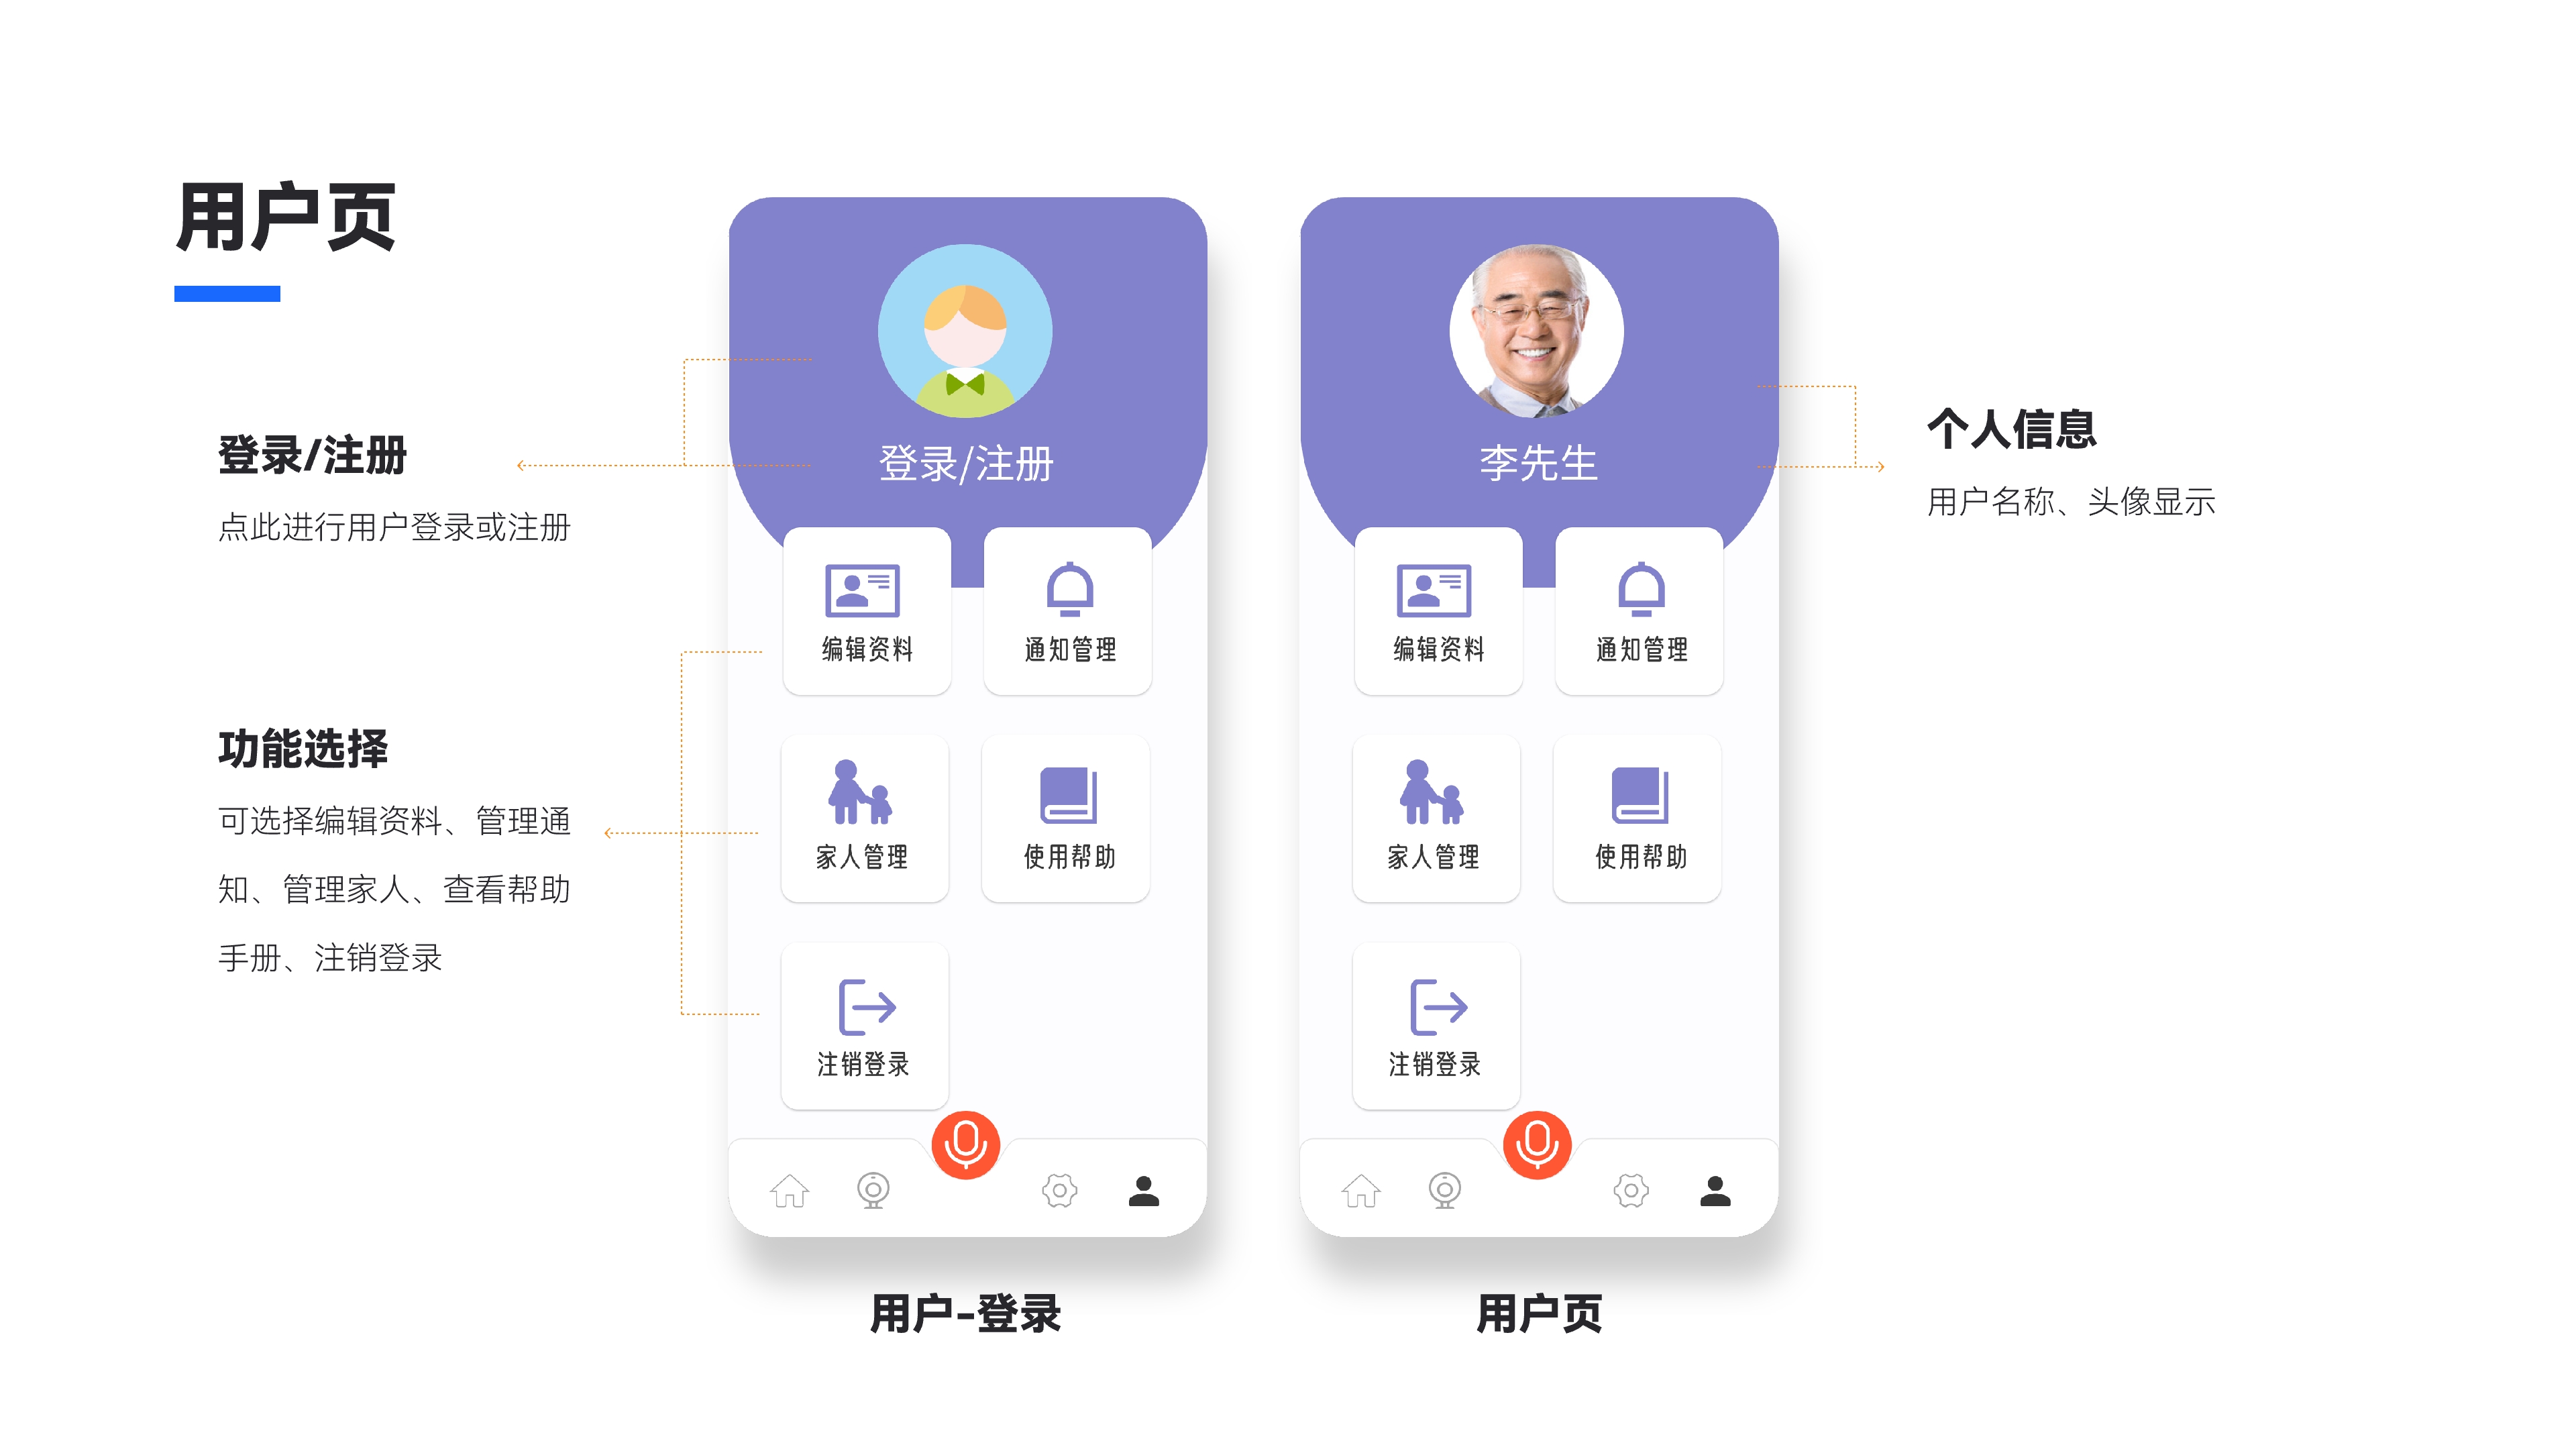 用户页
登录/注册
点此进行用户登录或注册
功能选择
可选择编辑资料、管理通
知、管理家人、查看帮助
手册、注销登录
登录/注册
编辑资料
通知管理
家人管理
使用帮助
注销登录
用户-登录
李先生
编辑资料
通知管理
家人管理
使用帮助
注销登录
用户页
个人信息
用户名称、头像显示